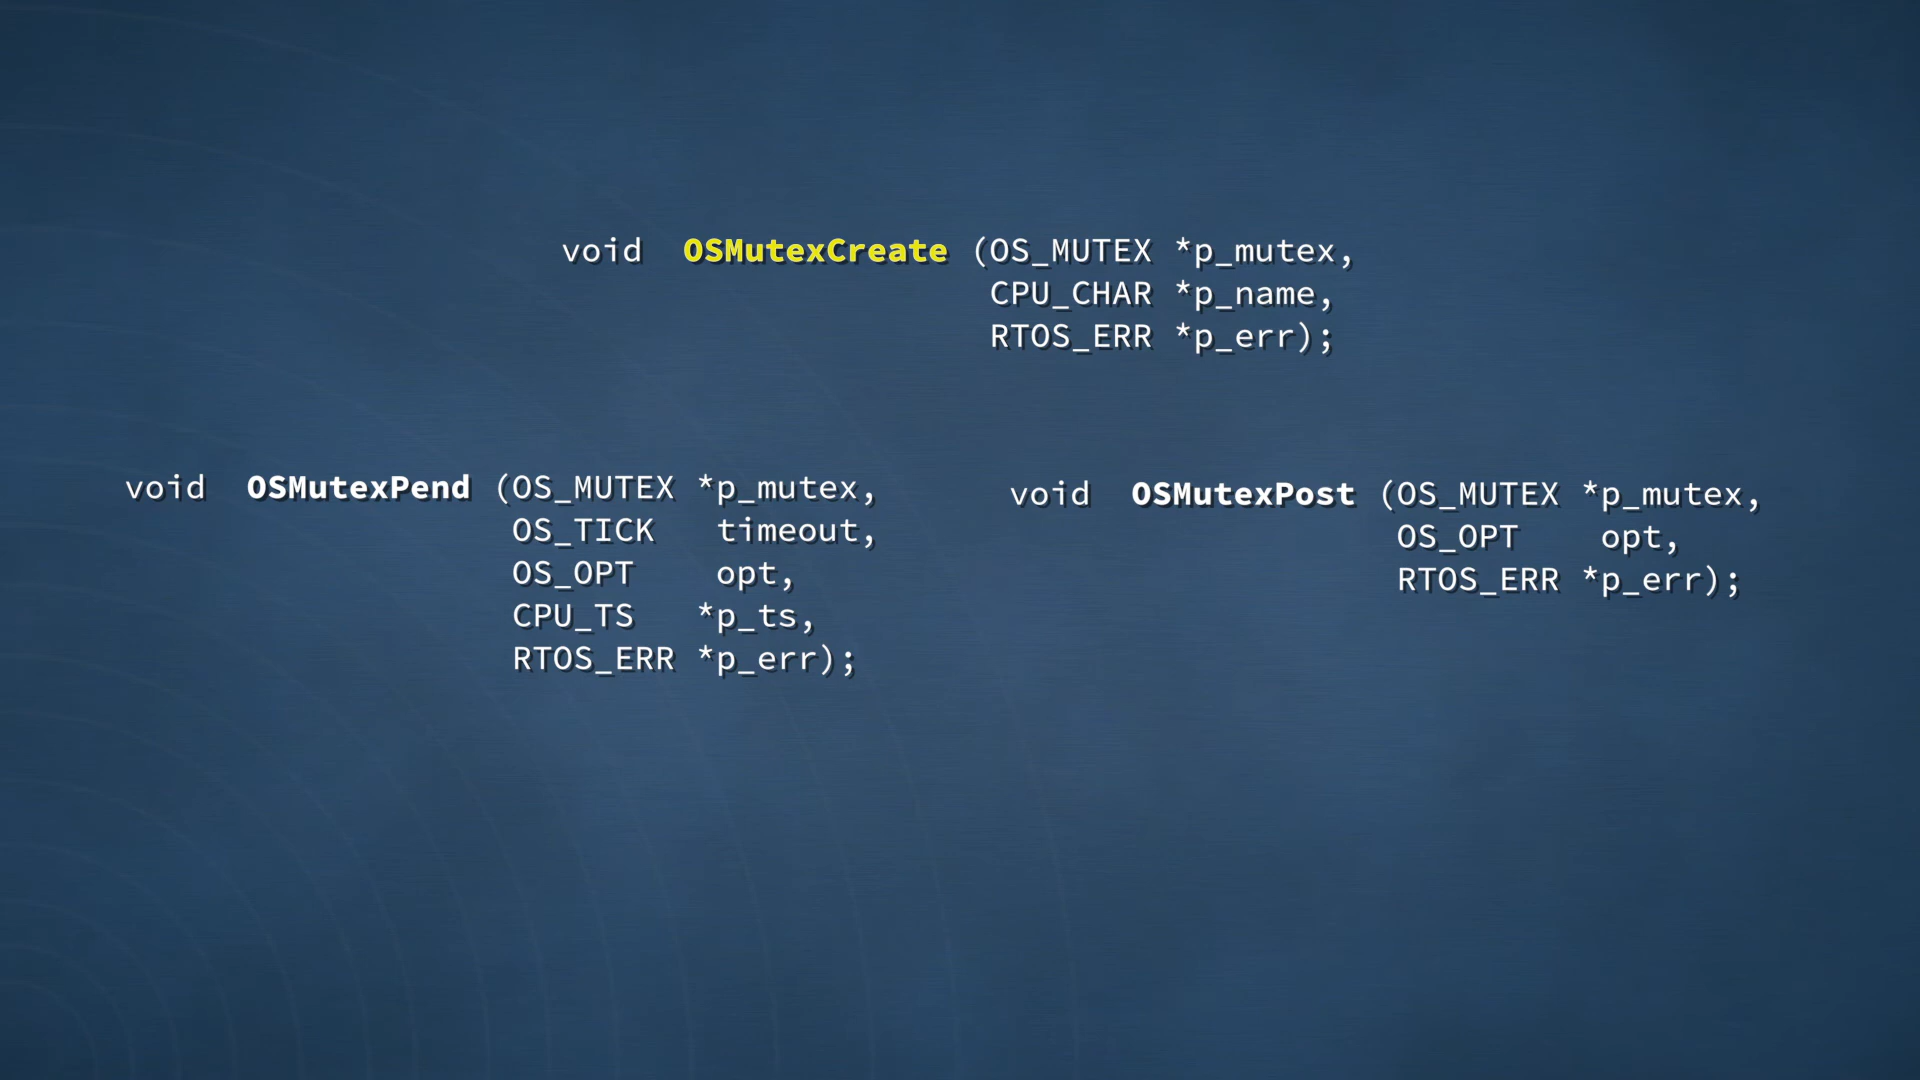 void OSMutexCreate (OS_MUTEX *p_mutex,
CPU_CHAR *p_name,
RTOS_ERR *p_err);
void OSMutexPend (OS_MUTEX *p_mutex,
OS_TICK timeout,
OS_OPT opt,
CPU_TS *p_ts,
RTOS_ERR *p_err);
void OSMutexPost (OS_MUTEX *p_mutex,
OS_OPT opt,
RTOS_ERR *p_err);